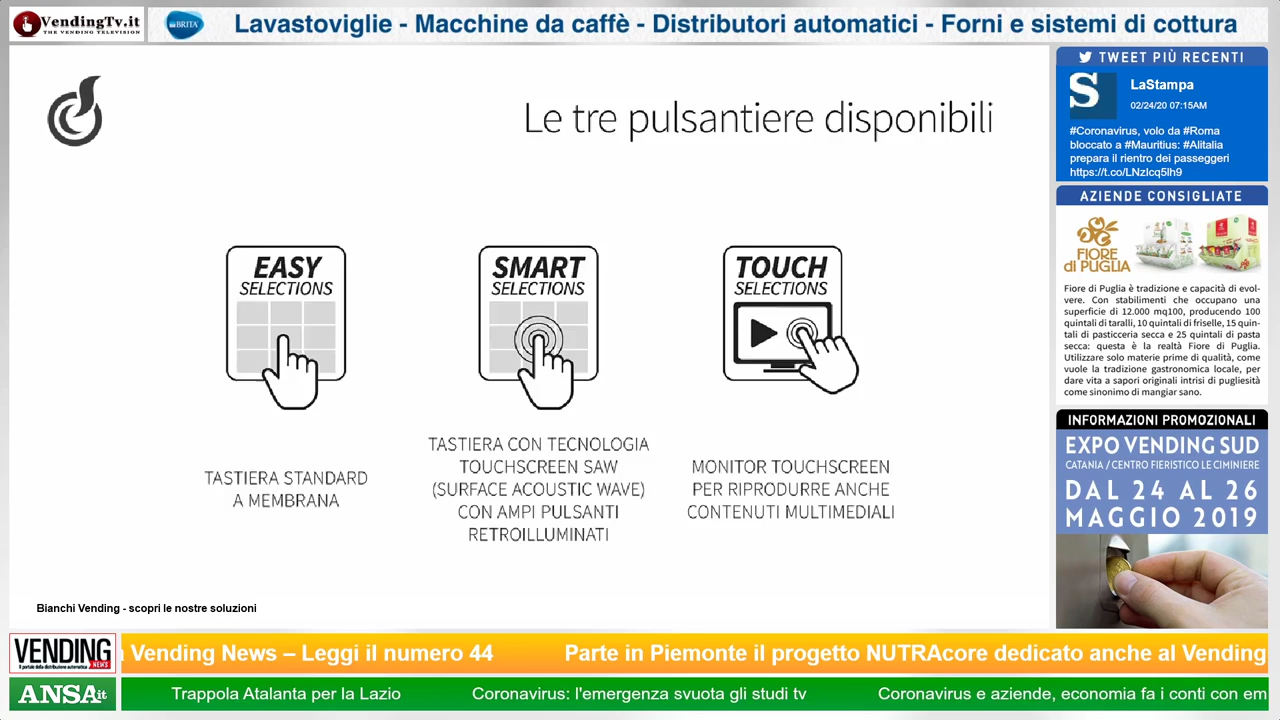 VendingTv.it
THE VENDING TELEVISION
BRITA
Lavastoviglie - Macchine da caffè - Distributori automatici - Forni e sistemi di cottura
Le tre pulsantiere disponibili
EASY
SELECTIONS
SMART
SELECTIONS
TOUCH
SELECTIONS
TASTIERA STANDARD
A MEMBRANA
TASTIERA CON TECNOLOGIA
TOUCHSCREEN SAW
(SURFACE ACOUSTIC WAVE)
CON AMPI PULSANTI
RETROILLUMINATI
MONITOR TOUCHSCREEN
PER RIPRODURRE ANCHE
CONTENUTI MULTIMEDIALI
Bianchi Vending - scopri le nostre soluzioni
TWEET PIÙ RECENTI
S
LaStampa
02/24/20 07:15AM
#Coronavirus, volo da #Roma
bloccato a #Mauritius: #Alitalia
prepara il rientro dei passeggeri
https://t.co/LNzIcq5lh9
AZIENDE CONSIGLIATE
FIORE
di PUGLIA
Fiore di Puglia è tradizione e capacità di evol-
vere. Con stabilimenti che occupano una
superficie di 12.000 mq100, producendo 100
quintali di taralli, 10 quintali di friselle, 15 quin-
tali di pasticceria secca e 25 quintali di pasta
secca: questa è la realtà Fiore di Puglia.
Utilizzare solo materie prime di qualità, come
vuole la tradizione gastronomica locale, per
dare vita a sapori originali intrisi di pugliesità
come sinonimo di mangiar sano.
INFORMAZIONI PROMOZIONALI
EXPO VENDING SUD
CATANIA / CENTRO FIERISTICO LE CIMINIERE
DAL 24 AL 26
MAGGIO 2019
VENDING
Il portale della distribuzione automatica NEWS
Vending News – Leggi il numero 44 Parte in Piemonte il progetto NUTRAcore dedicato anche al Vending
ANSA.it
Trappola Atalanta per la Lazio Coronavirus: l'emergenza svuota gli studi tv Coronavirus e aziende, economia fa i conti con em